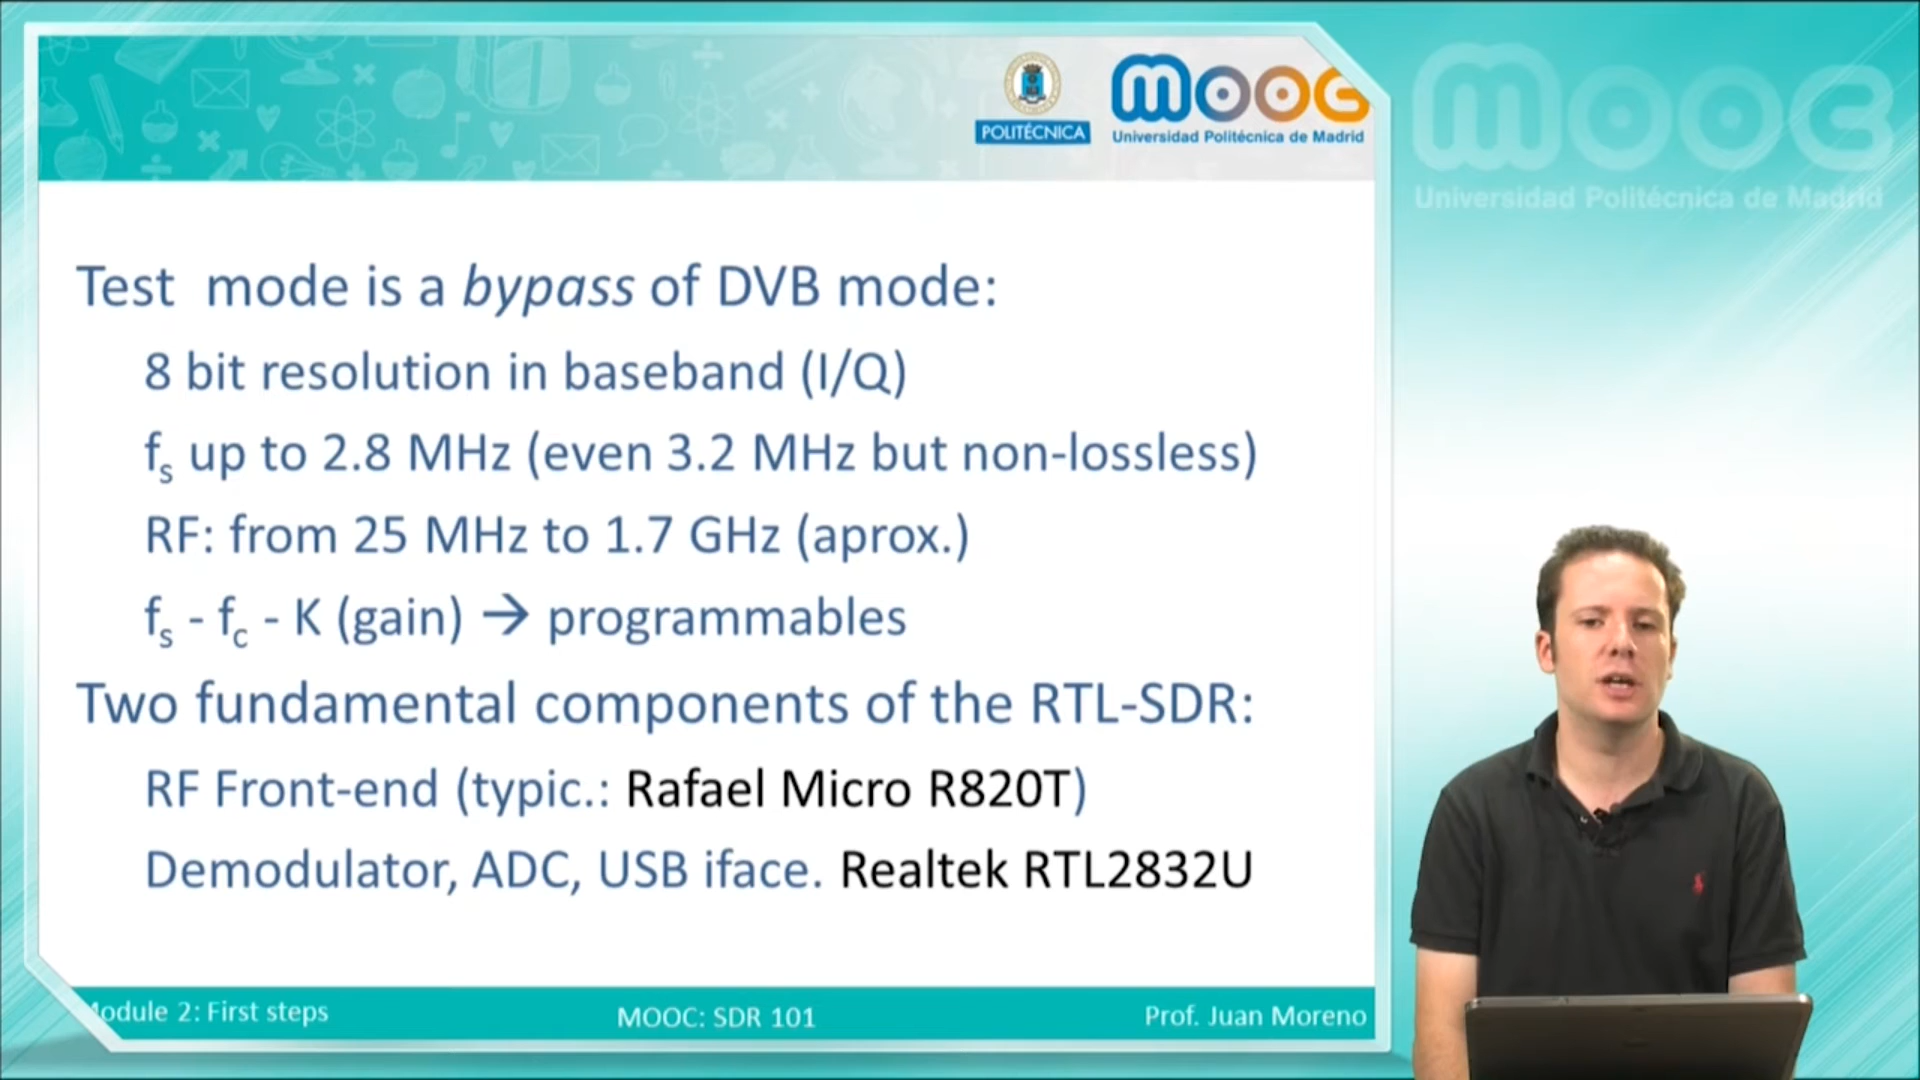 POLITÉCNICA
mooc
Universidad Politécnica de Madrid
mooc
Universidad Politécnica de Madrid
Test mode is a bypass of DVB mode:
8 bit resolution in baseband (I/Q)
fs up to 2.8 MHz (even 3.2 MHz but non-lossless)
RF: from 25 MHz to 1.7 GHz (aprox.)
fs - fc - K (gain) → programmables
Two fundamental components of the RTL-SDR:
RF Front-end (typic.: Rafael Micro R820T)
Demodulator, ADC, USB iface. Realtek RTL2832U
Module 2: First steps
MOOC: SDR 101
Prof. Juan Moreno